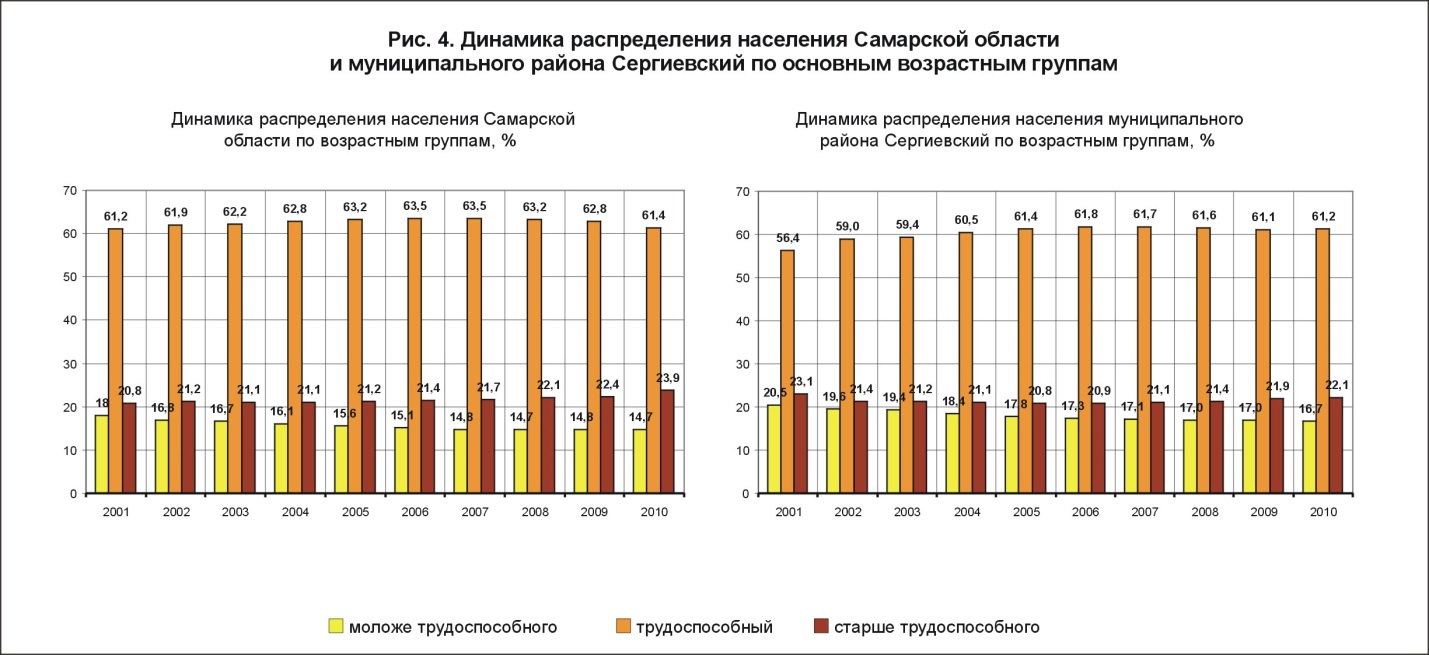 Рис. 4. Динамика распределения населения Самарской области
и муниципального района Сергиевский по основным возрастным группам
Динамика распределения населения Самарской
области по возрастным группам, %
70
60
50
40
30
20
10
0
61,2 61,9 62,2 62,8 63,2 63,5 63,5 63,2 62,8 61,4
20,8 21,2 21,1 21,1 21,2 21,4 21,7 22,1 22,4 23,9
18 16,8 16,7 16,1 15,6 15,1 14,8 14,7 14,8 14,7
2001 2002 2003 2004 2005 2006 2007 2008 2009 2010
Динамика распределения населения муниципального
района Сергиевский по возрастным группам, %
70
60
50
40
30
20
10
0
56,4 59,0 59,4 60,5 61,4 61,8 61,7 61,6 61,1 61,2
23,1 21,4 21,2 21,1 20,8 20,9 21,1 21,4 21,9 22,1
20,5 19,6 19,4 18,4 17,8 17,3 17,1 17,0 17,0 16,7
2001 2002 2003 2004 2005 2006 2007 2008 2009 2010
моложе трудоспособного трудоспособный старше трудоспособного